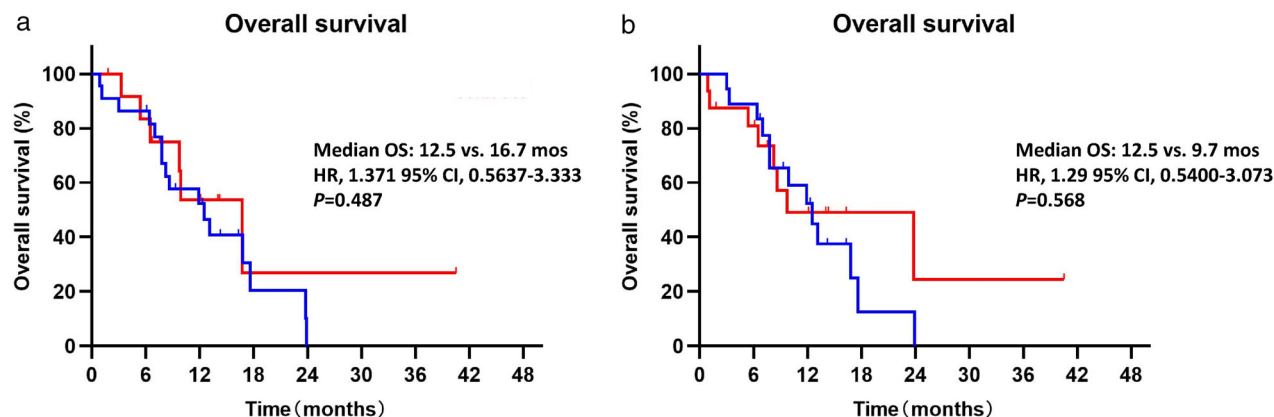 a
Overall survival
Overall survival (%)
100
80
60
40
20
0
Median OS: 12.5 vs. 16.7 mos
HR, 1.371 95% CI, 0.5637-3.333
P=0.487
0 6 12 18 24 30 36 42 48
Time(months)
b
Overall survival
Overall survival (%)
100
80
60
40
20
0
Median OS: 12.5 vs. 9.7 mos
HR, 1.29 95% CI, 0.5400-3.073
P=0.568
0 6 12 18 24 30 36 42 48
Time(months)